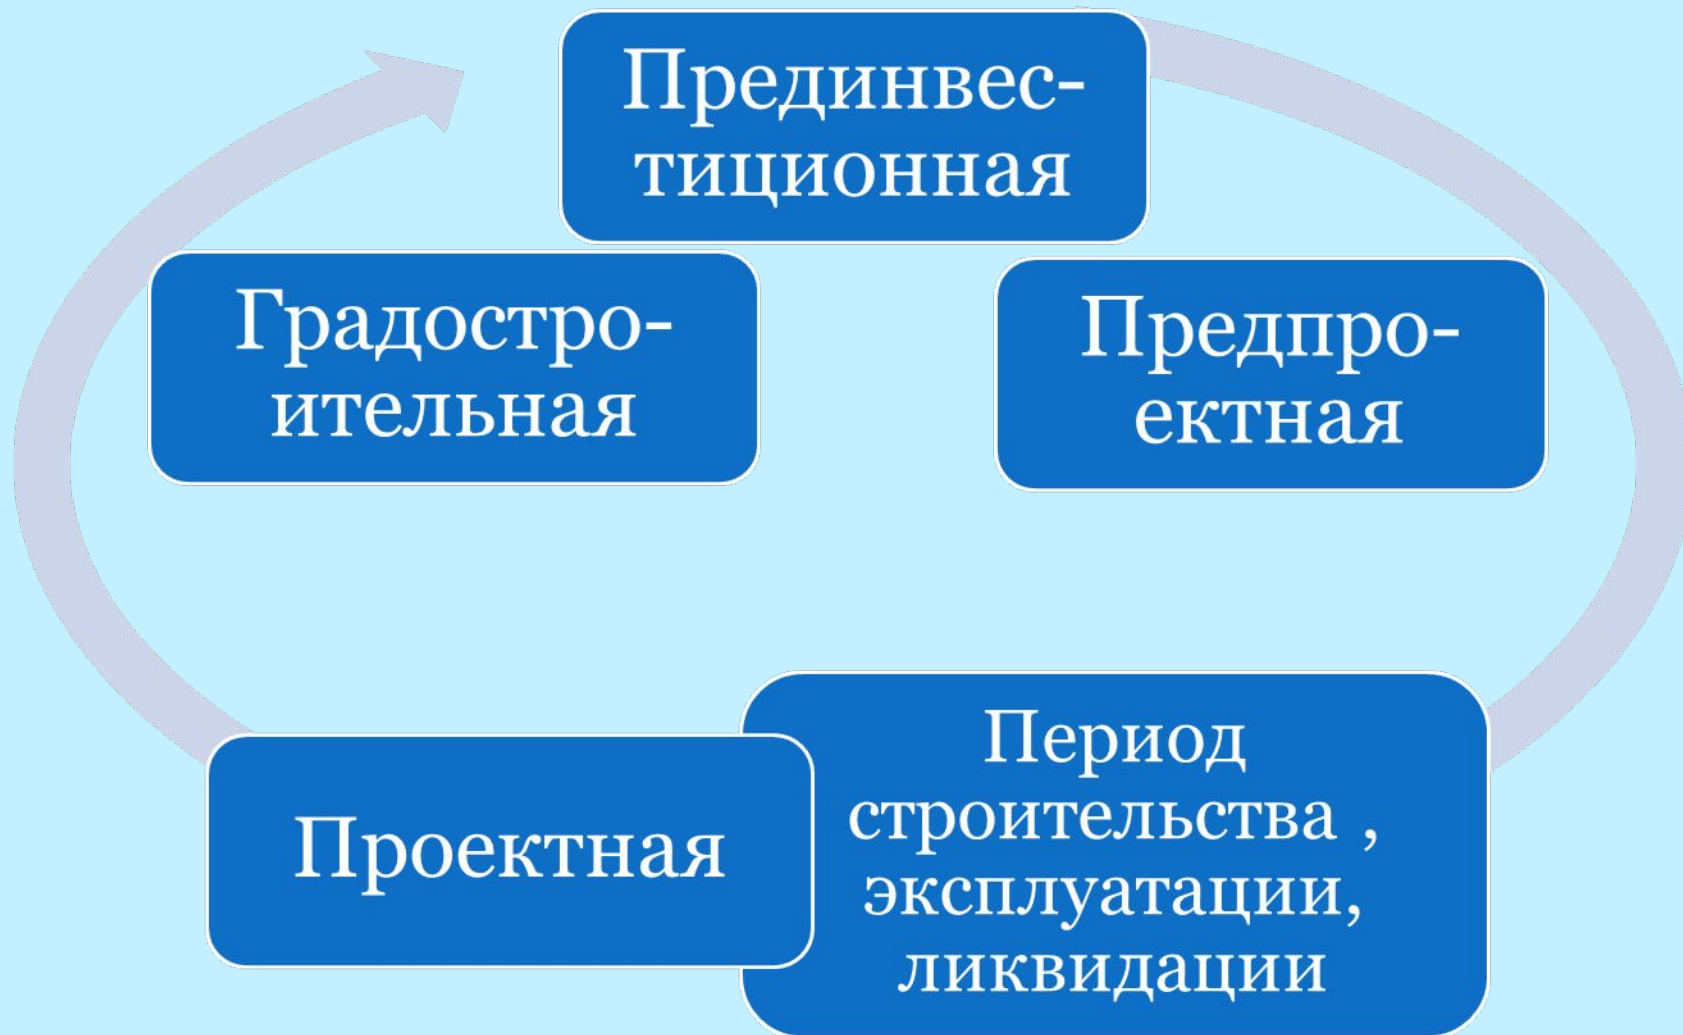 Прединвес-
тиционная
Градостро-
ительная
Предпро-
ектная
Проектная
Период
строительства ,
эксплуатации,
ликвидации